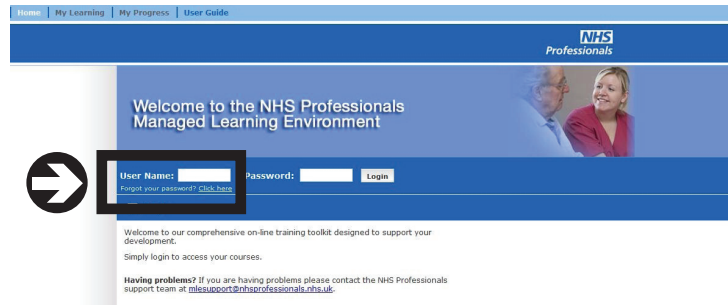 Home My Learning My Progress User Guide
NHS
Professionals
Welcome to the NHS Professionals
Managed Learning Environment
User Name: Password: Login
Forgot your password? Click here
Welcome to our comprehensive on-line training toolkit designed to support your
development.
Simply login to access your courses.
Having problems? If you are having problems please contact the NHS Professionals
support team at mlesupport@nhsprofessionals.nhs.uk.